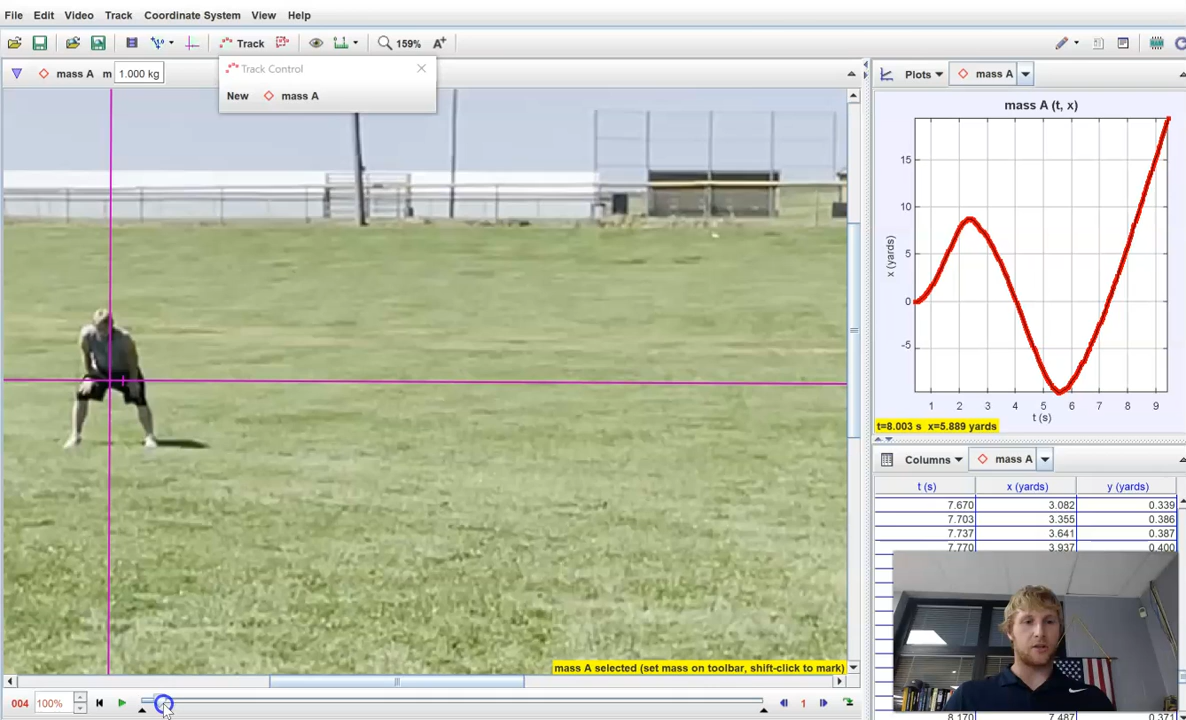 File Edit Video Track Coordinate System View Help
Track 159% A+
mass A m 1.000 kg
Track Control
New mass A
Plots mass A
mass A (t, x)
15
10
5
0
-5
x (yards)
1 2 3 4 5 6 7 8 9
t (s)
t=8.003 s x=5.889 yards
Columns mass A
t (s) x (yards) y (yards)
7.670 3.082 0.339
7.703 3.355 0.386
7.737 3.641 0.387
7.770 3.937 0.400
8.170 7.487 0.371
mass A selected (set mass on toolbar, shift-click to mark)
004 100% 1